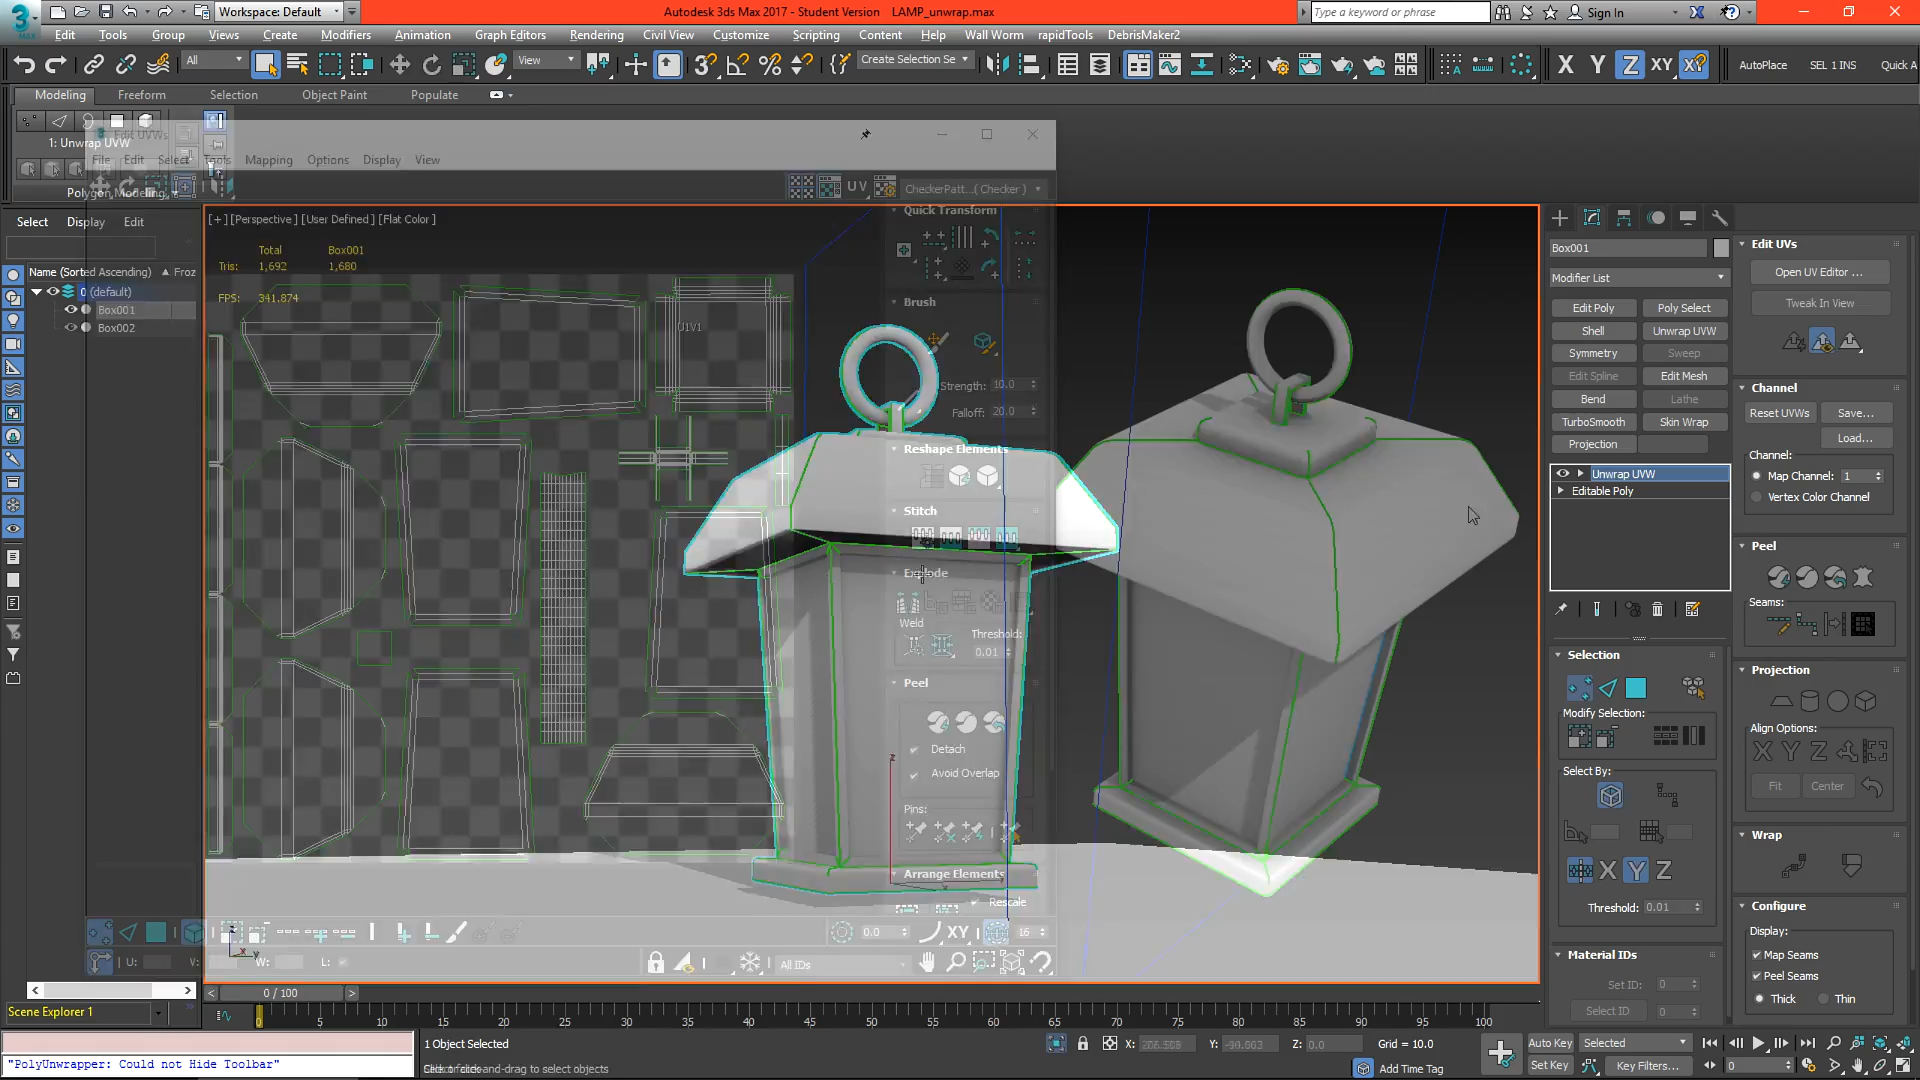 Workspace: Default
Autodesk 3ds Max 2017 - Student Version LAMP_unwrap.max
Type a keyword or phrase
Sign In
Edit Tools Group Views Create Modifiers Animation Graph Editors Rendering Civil View Customize Scripting Content Help Wall Worm rapidTools DebrisMaker2
All View Create Selection Se X Y Z XY AutoPlace SEL 1 INS Quick A
Modeling Freeform Selection Object Paint Populate
Edit UVWs
1: Unwrap UVW
File Edit Select Tools Mapping Options Display View
Polygon Modeling
UV CheckerPatt...( Checker )
Select Display Edit
[+] [Perspective] [User Defined] [Flat Color]
Total Box001
Tris: 1,692 1,680
FPS: 341.874
Name (Sorted Ascending) Froz
0 (default)
Box001
Box002
U1V1
Quick Transform
Brush
Strength: 10.0
Falloff: 20.0
Reshape Elements
Stitch
Explode
Weld Threshold:
0.01
Peel
Detach
Avoid Overlap
Pins:
Arrange Elements
Rescale
0.0 XY 16
U: V: W: L:
All IDs
Box001
Modifier List
Edit Poly Poly Select
Shell Unwrap UVW
Symmetry Sweep
Edit Spline Edit Mesh
Bend Lathe
TurboSmooth Skin Wrap
Projection
Unwrap UVW
Editable Poly
Selection
Modify Selection:
Select By:
X Y Z
Threshold: 0.01
Material IDs
Set ID: 0
Select ID 0
Edit UVs
Open UV Editor ...
Tweak In View
Channel
Reset UVWs Save...
Load...
Channel:
Map Channel: 1
Vertex Color Channel
Peel
Seams:
Projection
Align Options:
X Y Z
Fit Center
Wrap
Configure
Display:
Map Seams
Peel Seams
Thick Thin
Scene Explorer 1
0 / 100
0 5 10 15 20 25 30 35 40 45 50 55 60 65 70 75 80 85 90 95 100
1 Object Selected
X: Y: Z: 0.0 Grid = 10.0
Auto Key Selected
"PolyUnwrapper: Could not Hide Toolbar"
Add Time Tag
Set Key Key Filters... 0